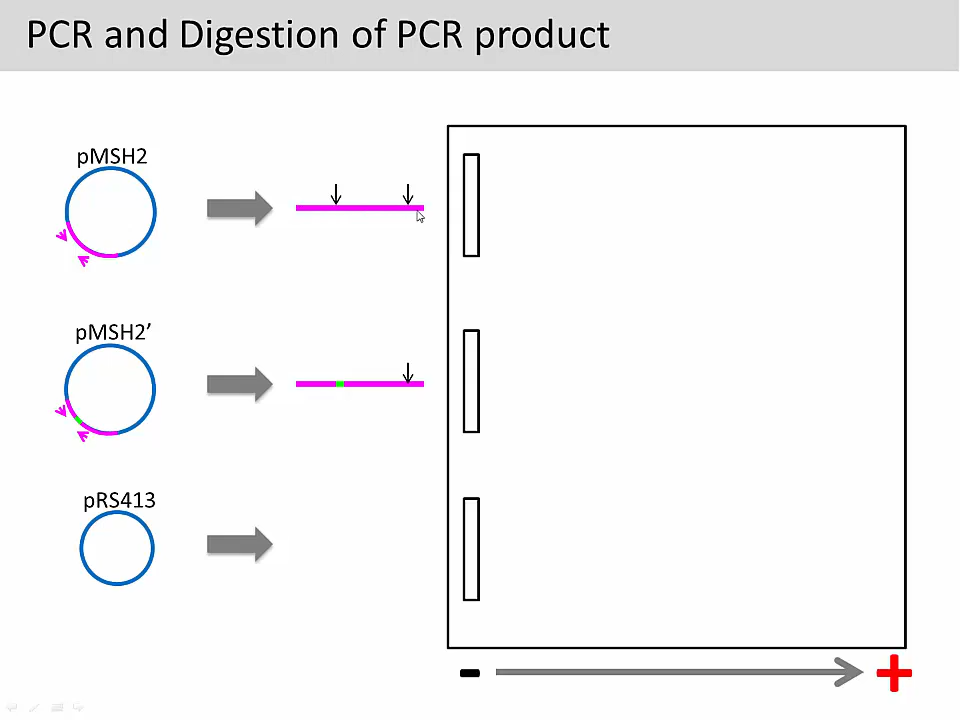 PCR and Digestion of PCR product
pMSH2
pMSH2’
pRS413
- +